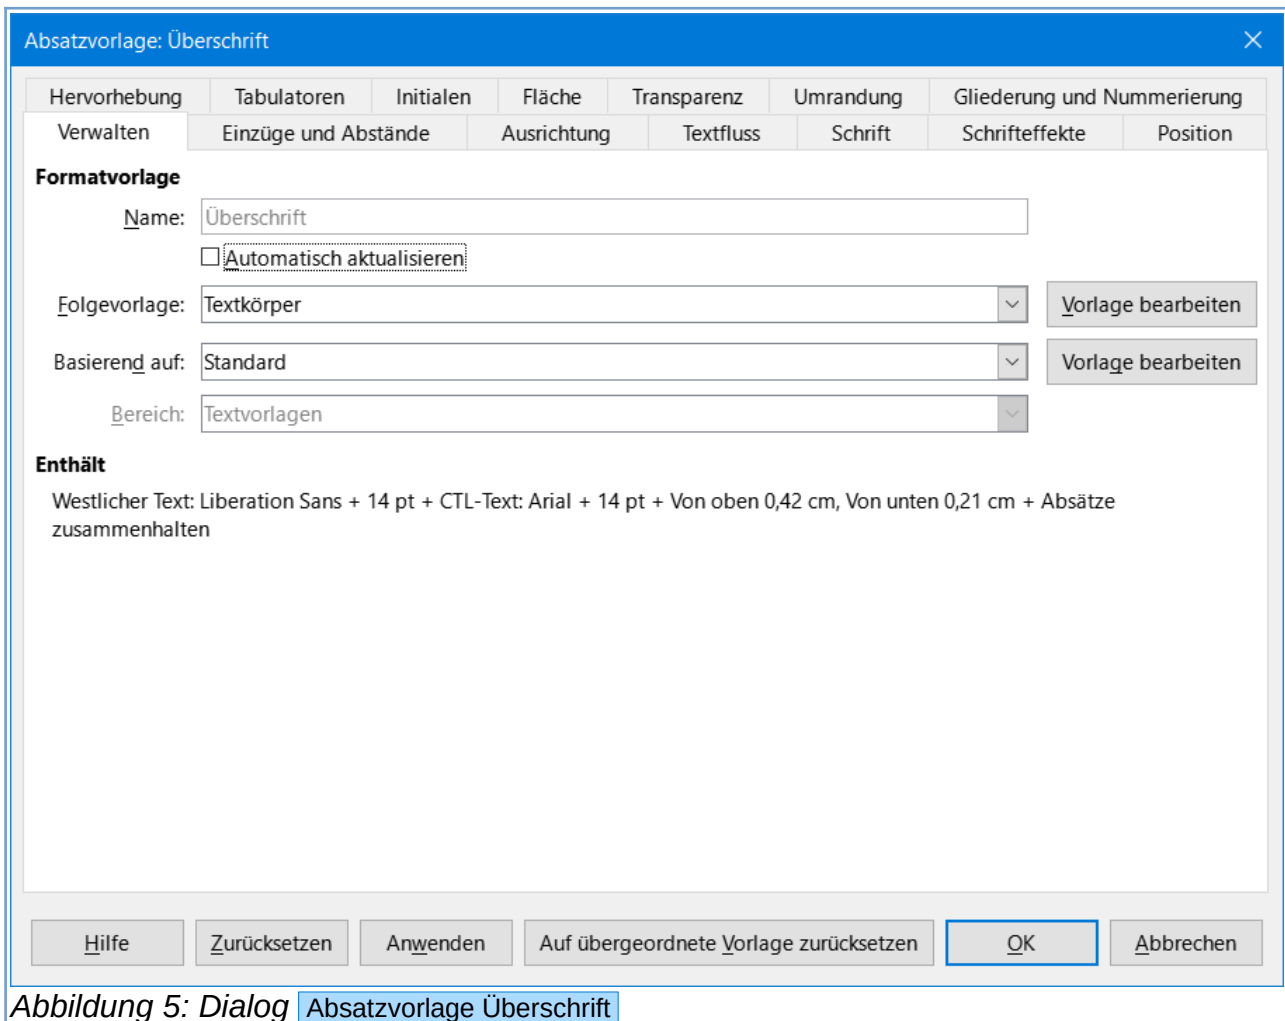 Absatzvorlage: Überschrift
Hervorhebung Tabulatoren Initialen Fläche Transparenz Umrandung Gliederung und Nummerierung
Verwalten Einzüge und Abstände Ausrichtung Textfluss Schrift Schrifteffekte Position
Formatvorlage
Name: Überschrift
Automatisch aktualisieren
Folgevorlage: Textkörper Vorlage bearbeiten
Basierend auf: Standard Vorlage bearbeiten
Bereich: Textvorlagen
Enthält
Westlicher Text: Liberation Sans + 14 pt + CTL-Text: Arial + 14 pt + Von oben 0,42 cm, Von unten 0,21 cm + Absätze
zusammenhalten
Hilfe Zurücksetzen Anwenden Auf übergeordnete Vorlage zurücksetzen OK Abbrechen
Abbildung 5: Dialog Absatzvorlage Überschrift